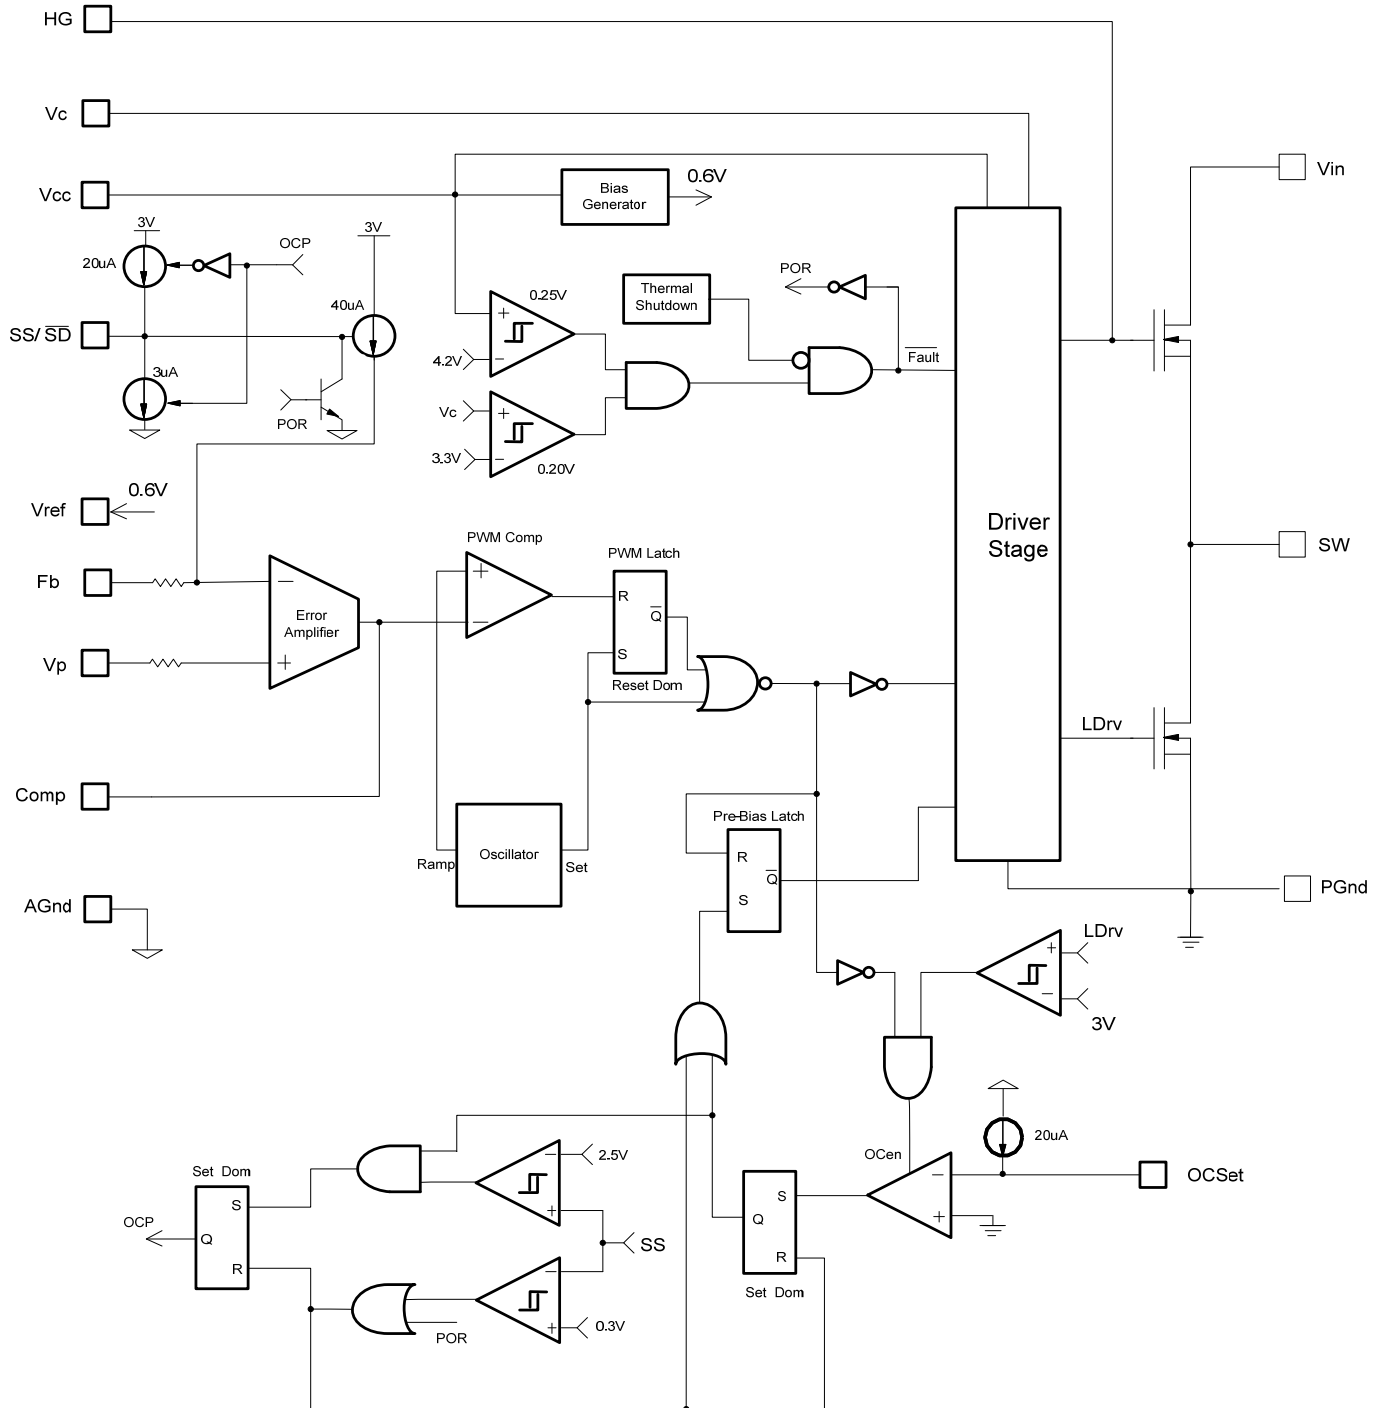 HG
Vc
Vin
Vcc
Bias
Generator
0.6V
3V
3V
OCP
20uA
POR
Thermal
Shutdown
0.25V
40uA
SS/ SD
4.2V
Fault
3uA
Vc
POR
3.3V
0.20V
0.6V
Vref
Driver
Stage
PWM Comp
SW
PWM Latch
Fb
+
−
R
Q
Error
Amplifier
−
S
Vp
+
Reset Dom
LDrv
Comp
Pre-Bias Latch
Oscillator
R
Ramp
Set
Q
S
AGnd
PGnd
LDrv
+
−
3V
20uA
OCen
2.5V
−
Set Dom
−
OCSet
S
S
OCP
Q
+
Q
+
SS
R
−
R
Set Dom
0.3V
+
POR